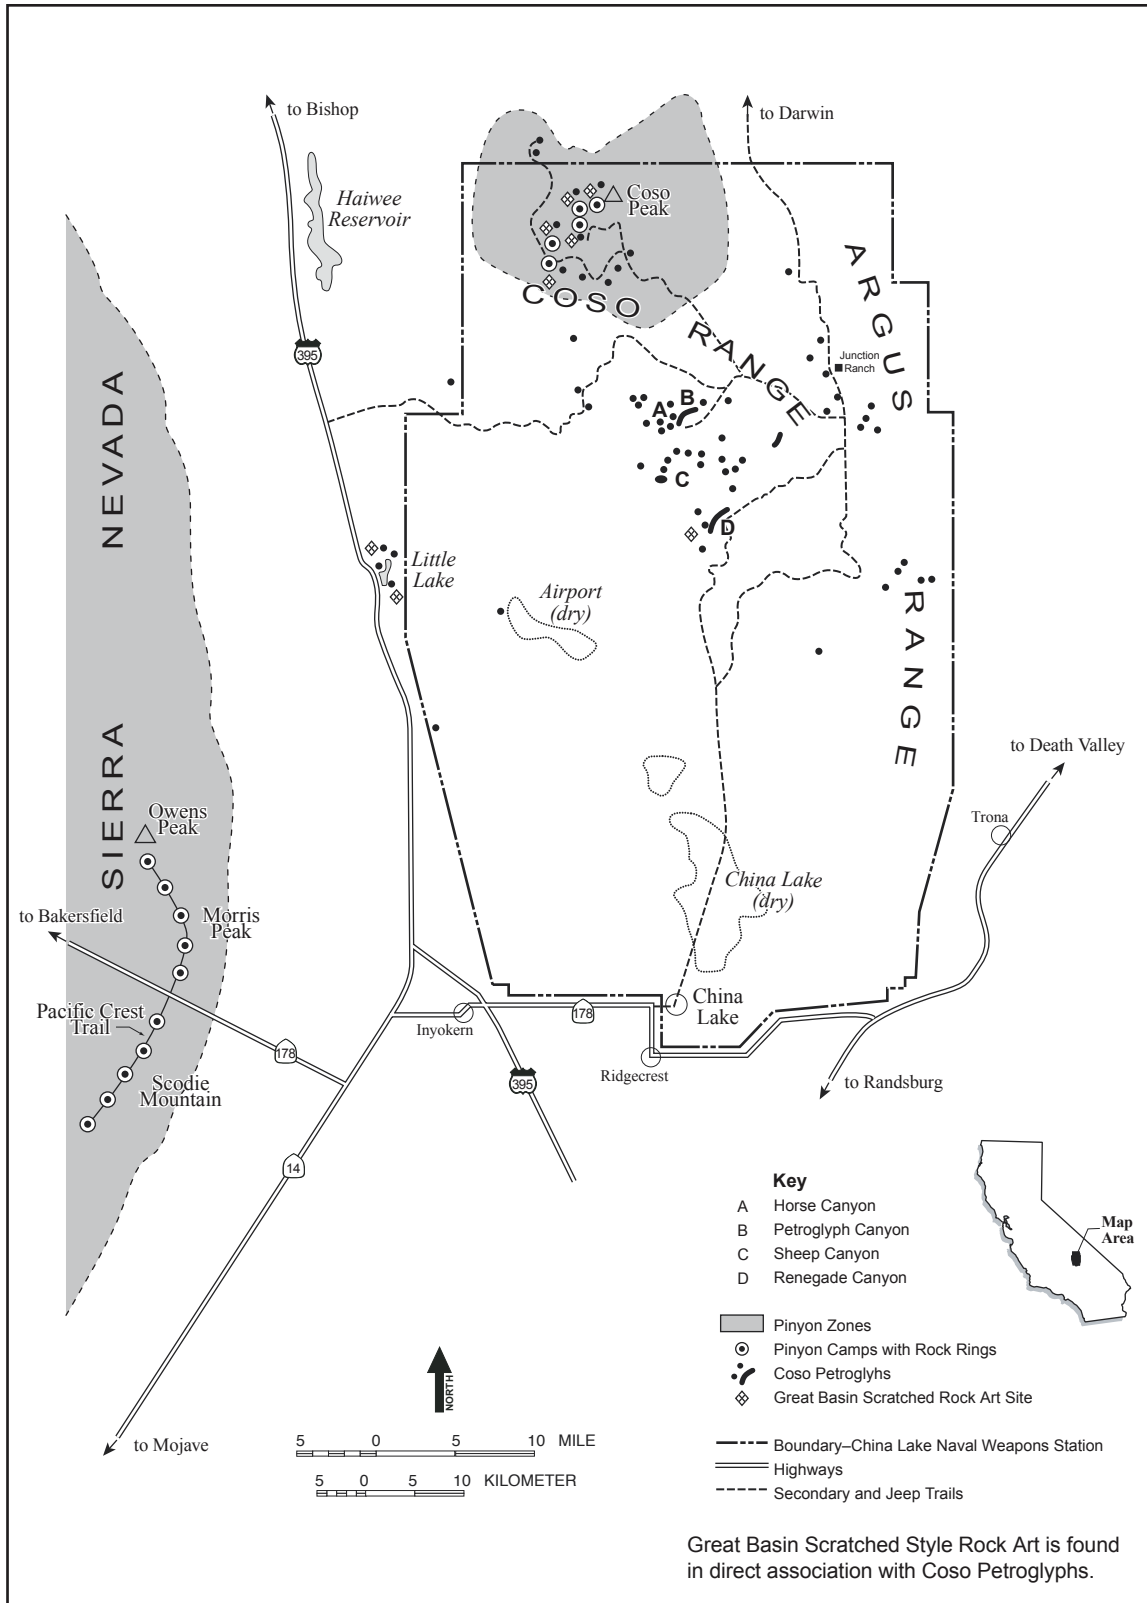 to Bishop
to Darwin
Haiwee
Reservoir
Coso
Peak
COSO
RANGE
ARGUS
RANGE
395
Junction
Ranch
A
B
C
D
NEVADA
SIERRA
Little
Lake
Airport
(dry)
to Death Valley
Trona
Owens
Peak
China Lake
(dry)
to Bakersfield
Morris
Peak
Pacific Crest
Trail
China
Lake
Inyokern
178
178
Ridgecrest
395
to Randsburg
Scodie
Mountain
14
to Mojave
Key
A Horse Canyon
B Petroglyph Canyon
C Sheep Canyon
D Renegade Canyon
Map
Area
Pinyon Zones
Pinyon Camps with Rock Rings
Coso Petroglyhs
Great Basin Scratched Rock Art Site
NORTH
5 0 5 10 MILE
5 0 5 10 KILOMETER
Boundary–China Lake Naval Weapons Station
Highways
Secondary and Jeep Trails
Great Basin Scratched Style Rock Art is found
in direct association with Coso Petroglyphs.